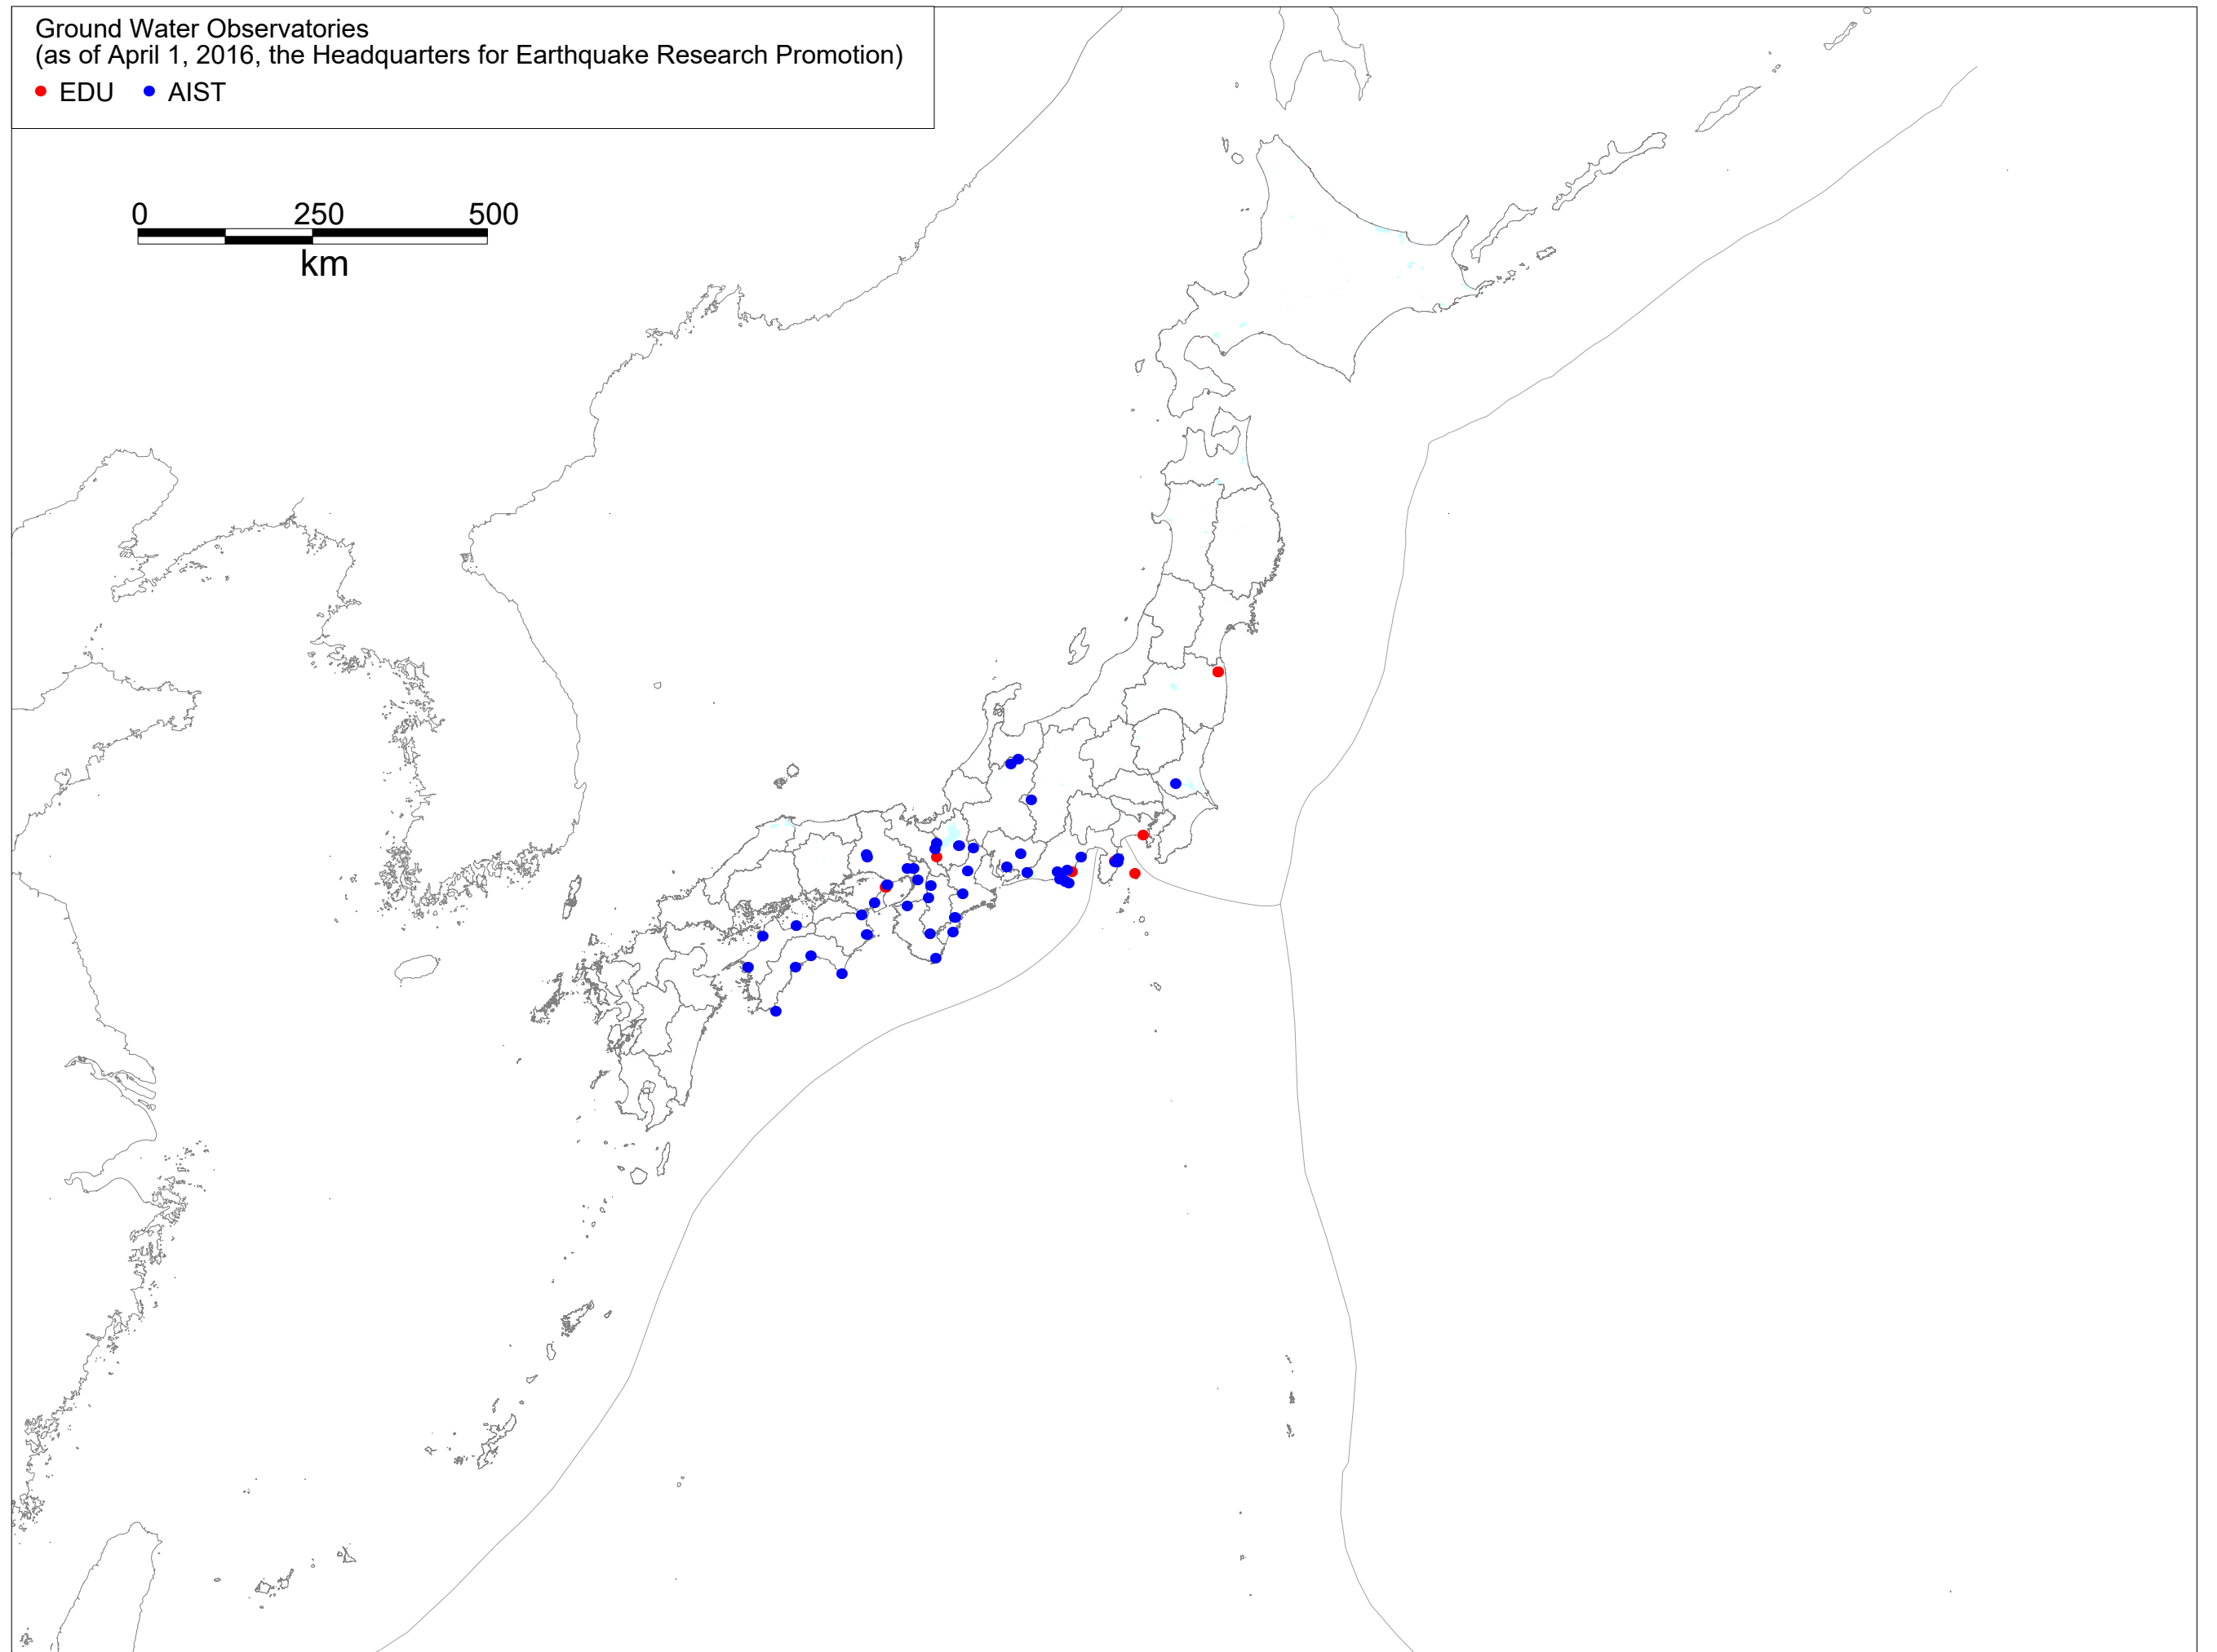 Ground Water Observatories
(as of April 1, 2016, the Headquarters for Earthquake Research Promotion)
EDU AIST
0 250 500
km